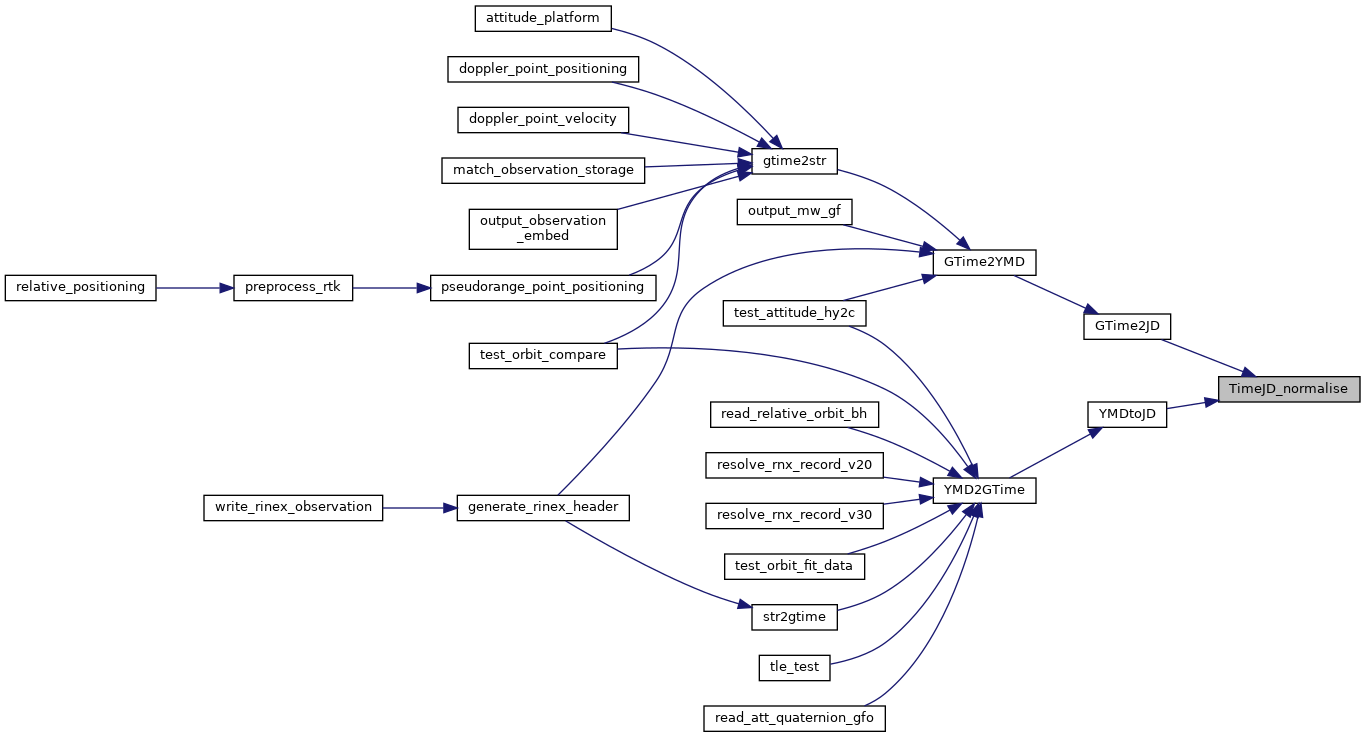 attitude_platform
doppler_point_positioning
doppler_point_velocity
gtime2str
match_observation_storage
output_mw_gf
output_observation
_embed
GTime2YMD
relative_positioning
preprocess_rtk
pseudorange_point_positioning
test_attitude_hy2c
GTime2JD
test_orbit_compare
TimeJD_normalise
read_relative_orbit_bh
YMDtoJD
resolve_rnx_record_v20
YMD2GTime
write_rinex_observation
generate_rinex_header
resolve_rnx_record_v30
test_orbit_fit_data
str2gtime
tle_test
read_att_quaternion_gfo